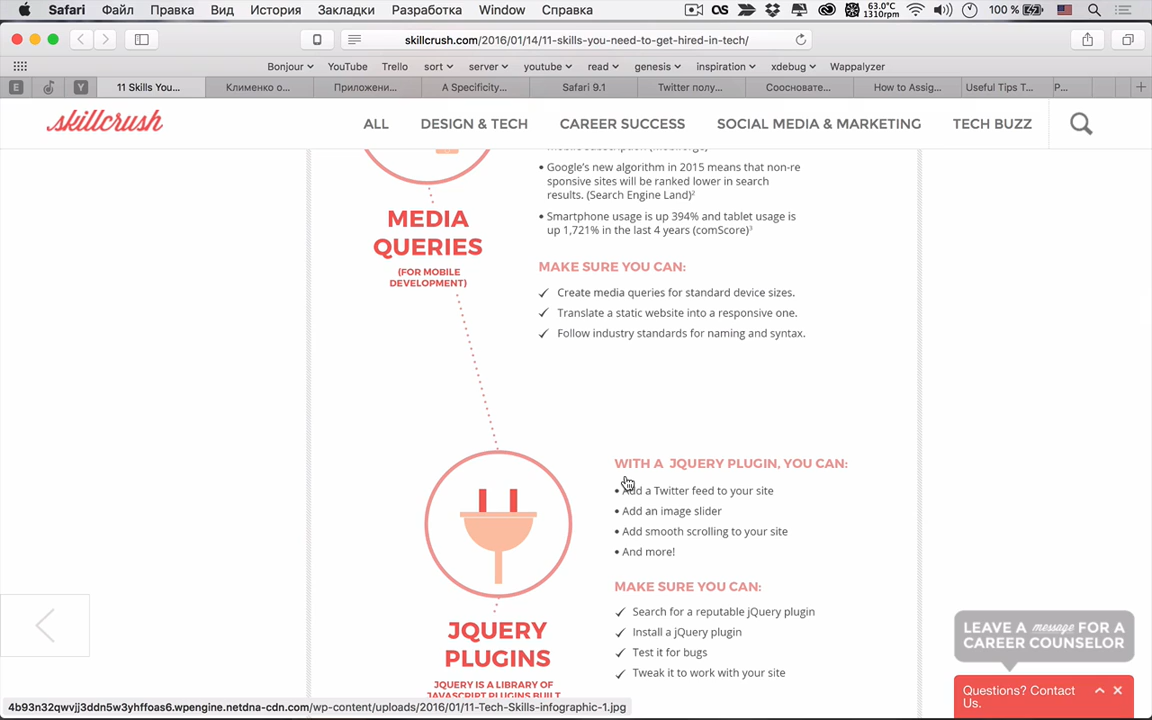 Safari Файл Правка Вид История Закладки Разработка Window Справка
63.0°C
1310rpm
100 %
skillcrush.com/2016/01/14/11-skills-you-need-to-get-hired-in-tech/
Bonjour YouTube Trello sort server youtube read genesis inspiration xdebug Wappalyzer
E Y 11 Skills You... Клименко о... Приложени... A Specificity... Safari 9.1 Twitter полу... Соосновате... How to Assig... Useful Tips T... P...
skillcrush ALL DESIGN & TECH CAREER SUCCESS SOCIAL MEDIA & MARKETING TECH BUZZ
• Google's new algorithm in 2015 means that non-re
sponsive sites will be ranked lower in search
results. (Search Engine Land)²
• Smartphone usage is up 394% and tablet usage is
up 1,721% in the last 4 years (comScore)³
MEDIA
QUERIES
(FOR MOBILE
DEVELOPMENT)
MAKE SURE YOU CAN:
✓ Create media queries for standard device sizes.
✓ Translate a static website into a responsive one.
✓ Follow industry standards for naming and syntax.
WITH A JQUERY PLUGIN, YOU CAN:
• Add a Twitter feed to your site
• Add an image slider
• Add smooth scrolling to your site
• And more!
MAKE SURE YOU CAN:
✓ Search for a reputable jQuery plugin
✓ Install a jQuery plugin
✓ Test it for bugs
✓ Tweak it to work with your site
JQUERY
PLUGINS
JQUERY IS A LIBRARY OF
JAVASCRIPT PLUGINS BUILT
LEAVE A message FOR A
CAREER COUNSELOR
Questions? Contact
Us.
4b93n32qwvjj3ddn5w3yhffoas6.wpengine.netdna-cdn.com/wp-content/uploads/2016/01/11-Tech-Skills-infographic-1.jpg